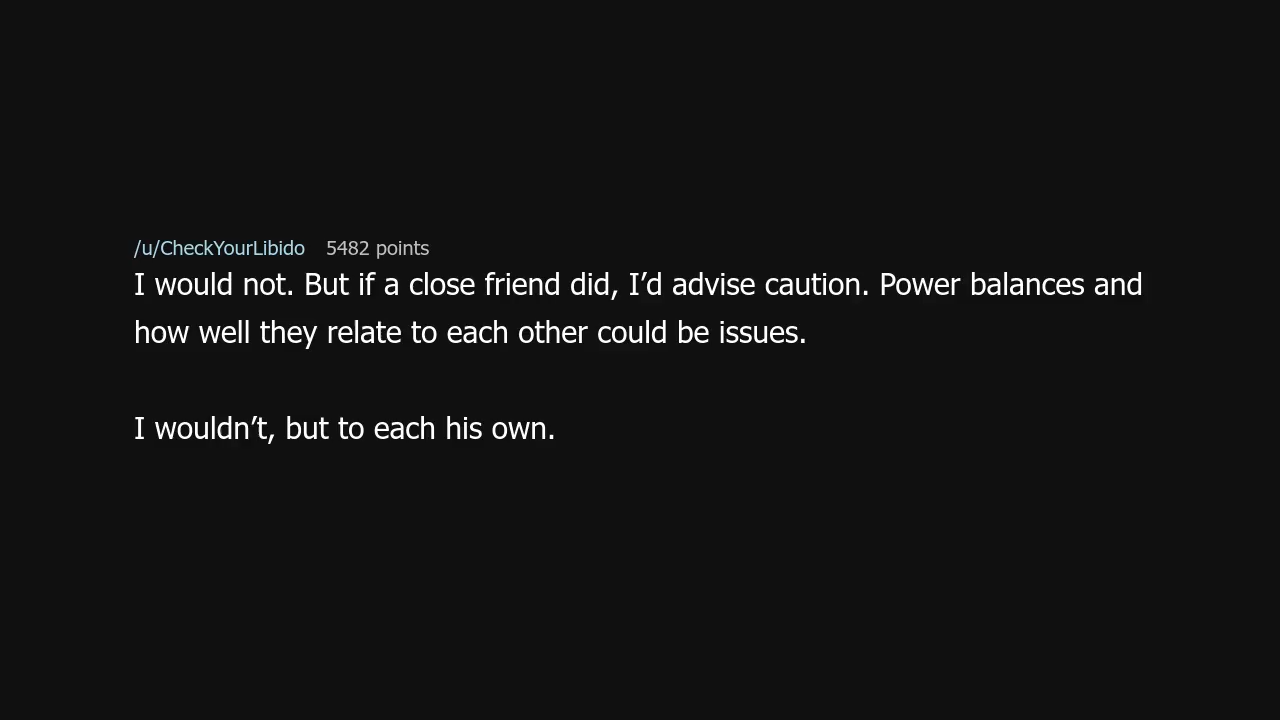 /u/CheckYourLibido 5482 points
I would not. But if a close friend did, I’d advise caution. Power balances and
how well they relate to each other could be issues.
I wouldn’t, but to each his own.